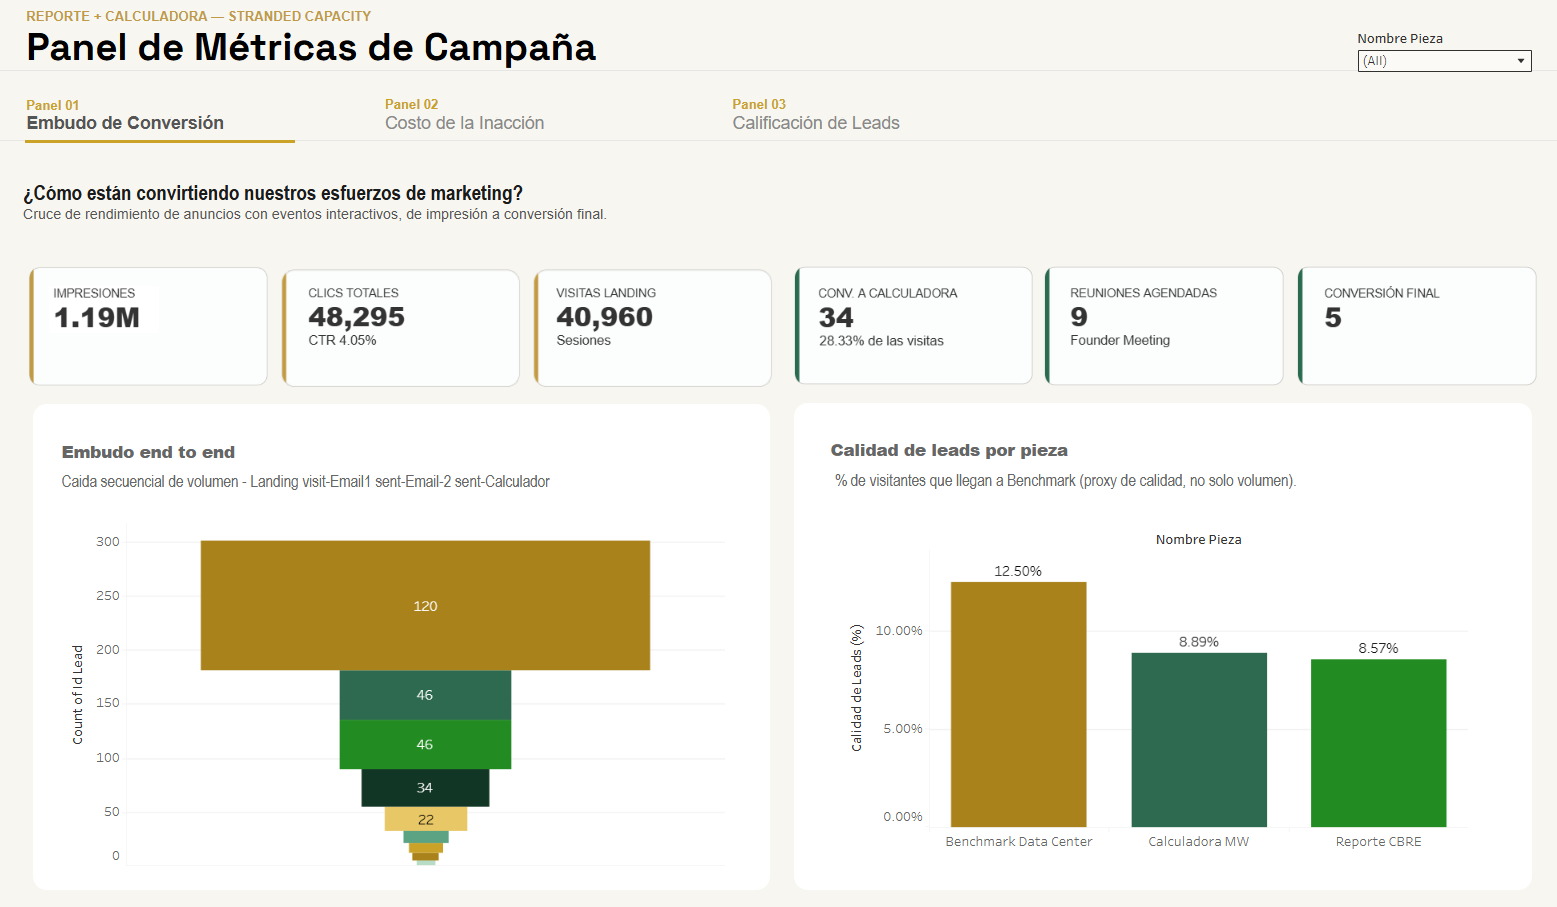 REPORTE + CALCULADORA — STRANDED CAPACITY
Panel de Métricas de Campaña
Nombre Pieza
(All)
Panel 01
Embudo de Conversión
Panel 02
Costo de la Inacción
Panel 03
Calificación de Leads
¿Cómo están convirtiendo nuestros esfuerzos de marketing?
Cruce de rendimiento de anuncios con eventos interactivos, de impresión a conversión final.
IMPRESIONES
1.19M
CLICS TOTALES
48,295
CTR 4.05%
VISITAS LANDING
40,960
Sesiones
CONV. A CALCULADORA
34
28.33% de las visitas
REUNIONES AGENDADAS
9
Founder Meeting
CONVERSIÓN FINAL
5
Embudo end to end
Caida secuencial de volumen - Landing visit-Email1 sent-Email-2 sent-Calculador
Count of Id Lead
300
250
200
150
100
50
0
120
46
46
34
22
Calidad de leads por pieza
% de visitantes que llegan a Benchmark (proxy de calidad, no solo volumen).
Nombre Pieza
Calidad de Leads (%)
10.00%
5.00%
0.00%
12.50%
8.89%
8.57%
Benchmark Data Center
Calculadora MW
Reporte CBRE